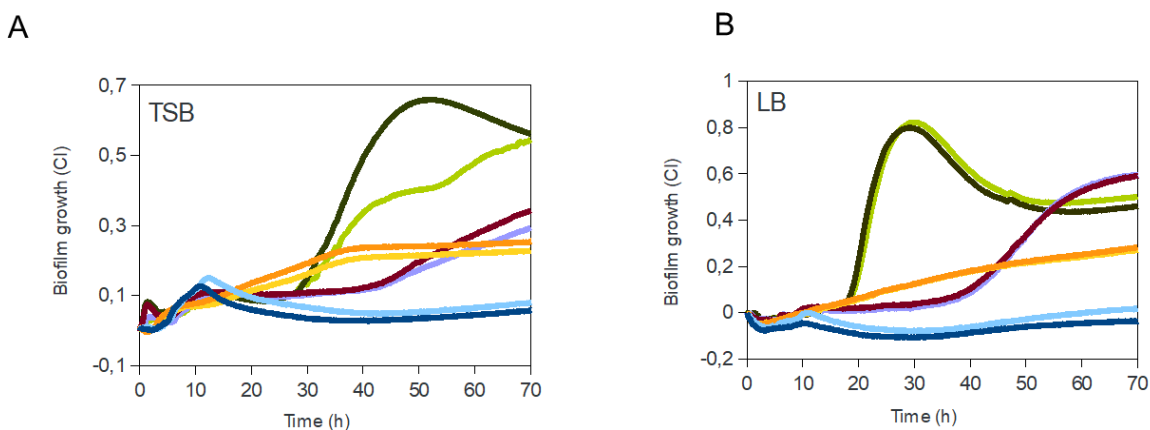 A
TSB
Biofilm growth (CI)
0,7
0,5
0,3
0,1
-0,1
0 10 20 30 40 50 60 70
Time (h)
B
LB
Biofilm growth (CI)
1
0,8
0,6
0,4
0,2
0
-0,2
0 10 20 30 40 50 60 70
Time (h)